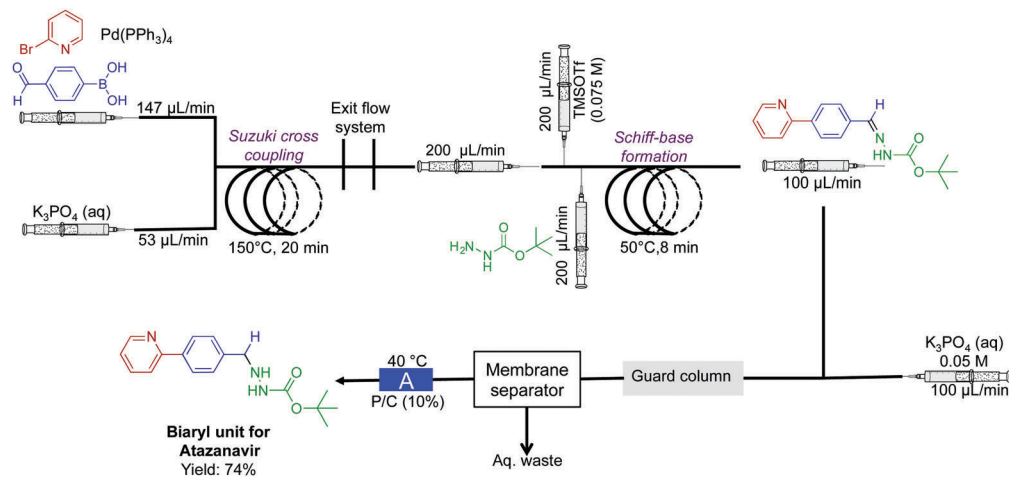 Br
N
Pd(PPh3)4
O
H
B
OH
OH
147 µL/min
K3PO4 (aq)
53 µL/min
Suzuki cross
coupling
150°C, 20 min
Exit flow
system
200 µL/min
200 µL/min
TMSOTf
(0.075 M)
H2N
N
H
O
O
200 µL/min
Schiff-base
formation
50°C,8 min
N
H
N
NH
O
O
100 µL/min
K3PO4 (aq)
0.05 M
100 µL/min
Guard column
Membrane
separator
Aq. waste
40 °C
A
P/C (10%)
N
H
NH
HN
O
O
Biaryl unit for
Atazanavir
Yield: 74%